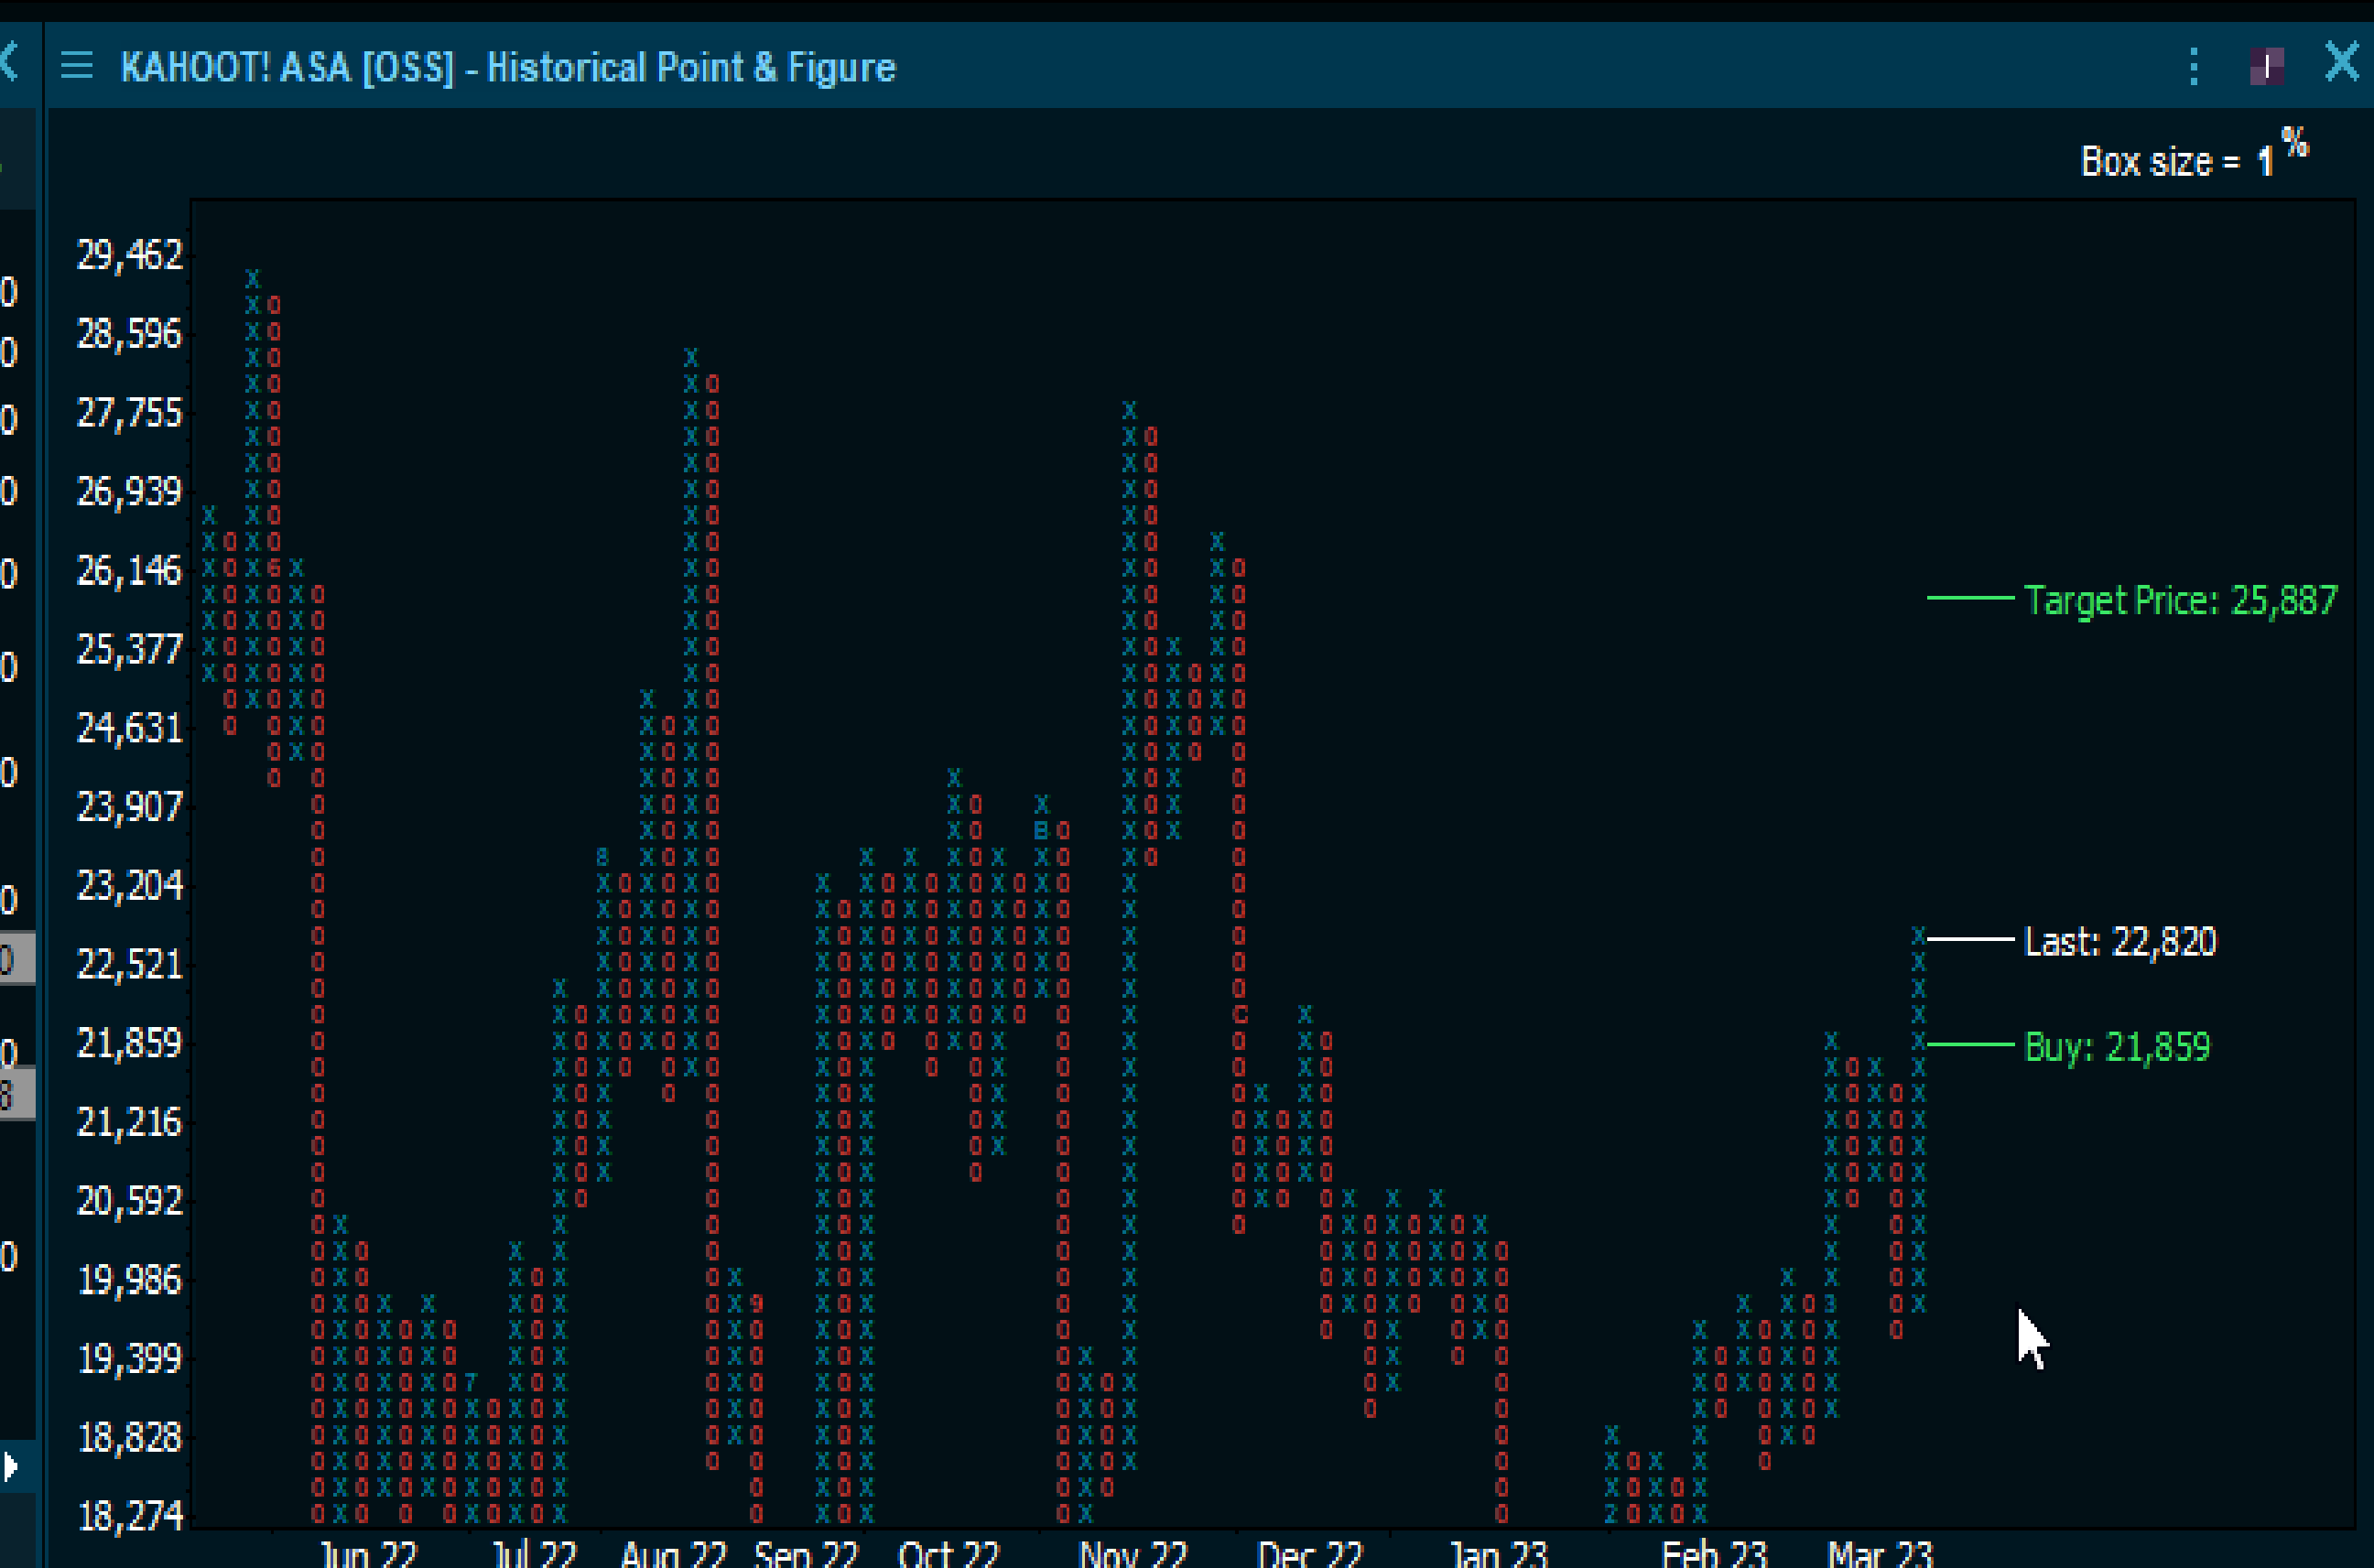 KAHOOT! ASA [OSS] - Historical Point & Figure
Box size = 1%
29,462
28,596
27,755
26,939
26,146
Target Price: 25,887
25,377
24,631
23,907
23,204
Last: 22,820
22,521
21,859
Buy: 21,859
21,216
20,592
19,986
19,399
18,828
18,274
Jun 22 Jul 22 Aug 22 Sep 22 Oct 22 Nov 22 Dec 22 Jan 23 Feb 23 Mar 23